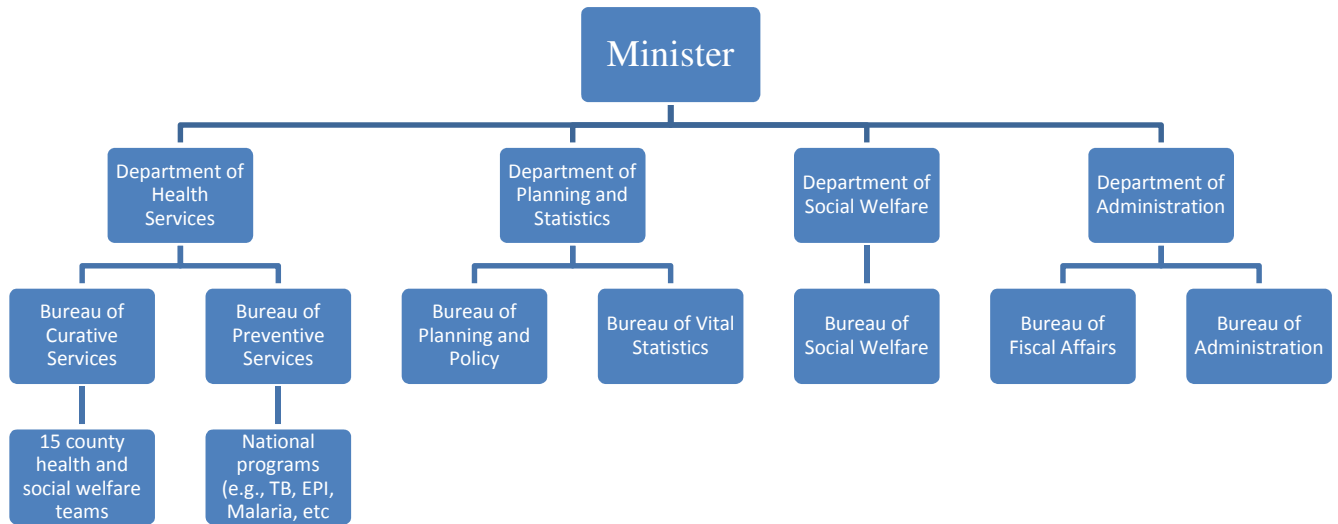 Minister
Department of
Health
Services
Department of
Planning and
Statistics
Department of
Social Welfare
Department of
Administration
Bureau of
Curative
Services
Bureau of
Preventive
Services
Bureau of
Planning and
Policy
Bureau of Vital
Statistics
Bureau of
Social Welfare
Bureau of
Fiscal Affairs
Bureau of
Administration
15 county
health and
social welfare
teams
National
programs
(e.g., TB, EPI,
Malaria, etc